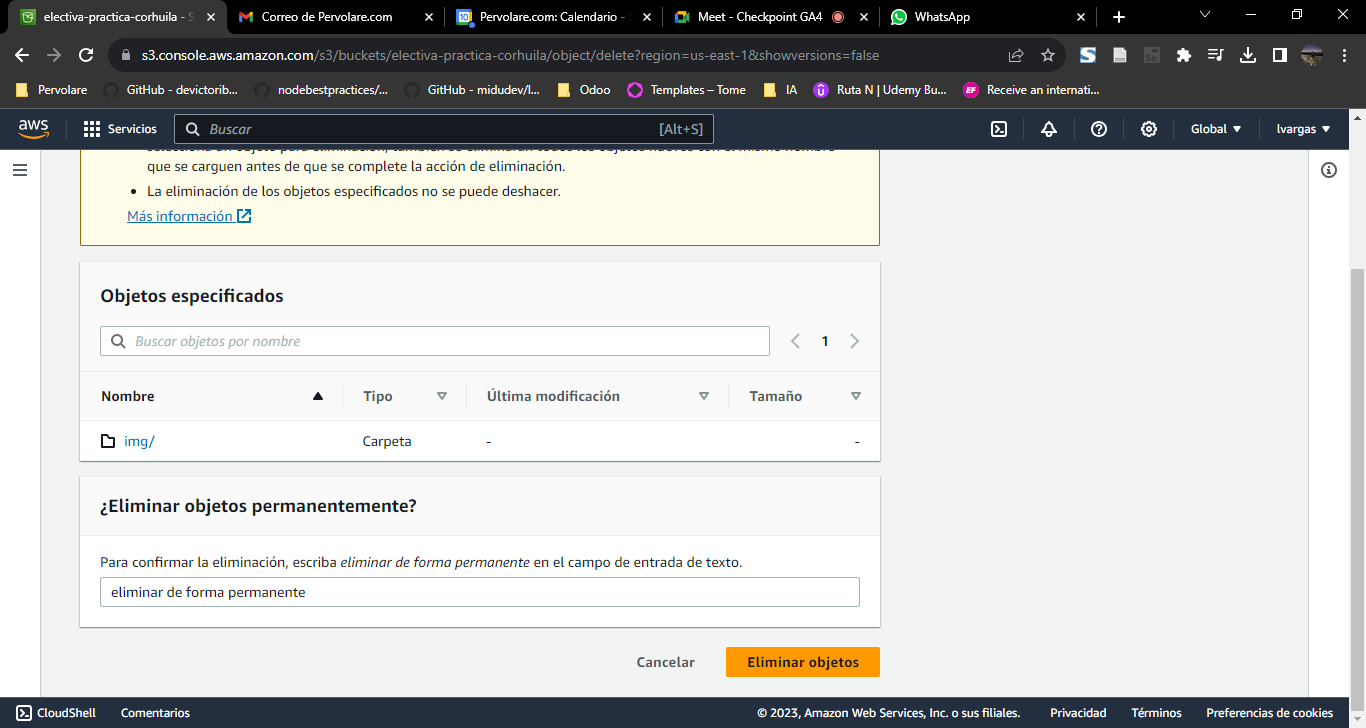 electiva-practica-corhuila - S
Correo de Pervolare.com
Pervolare.com: Calendario -
Meet - Checkpoint GA4
WhatsApp
s3.console.aws.amazon.com/s3/buckets/electiva-practica-corhuila/object/delete?region=us-east-1&showversions=false
Pervolare
GitHub - devictorib...
nodebestpractices/...
GitHub - midudev/l...
Odoo
Templates – Tome
IA
Ruta N | Udemy Bu...
Receive an internati...
aws
Servicios
Buscar
[Alt+S]
Global
lvargas
que se carguen antes de que se complete la acción de eliminación.
La eliminación de los objetos especificados no se puede deshacer.
Más información
Objetos especificados
Buscar objetos por nombre
1
Nombre
Tipo
Última modificación
Tamaño
img/
Carpeta
-
-
¿Eliminar objetos permanentemente?
Para confirmar la eliminación, escriba eliminar de forma permanente en el campo de entrada de texto.
eliminar de forma permanente
Cancelar
Eliminar objetos
CloudShell
Comentarios
© 2023, Amazon Web Services, Inc. o sus filiales.
Privacidad
Términos
Preferencias de cookies